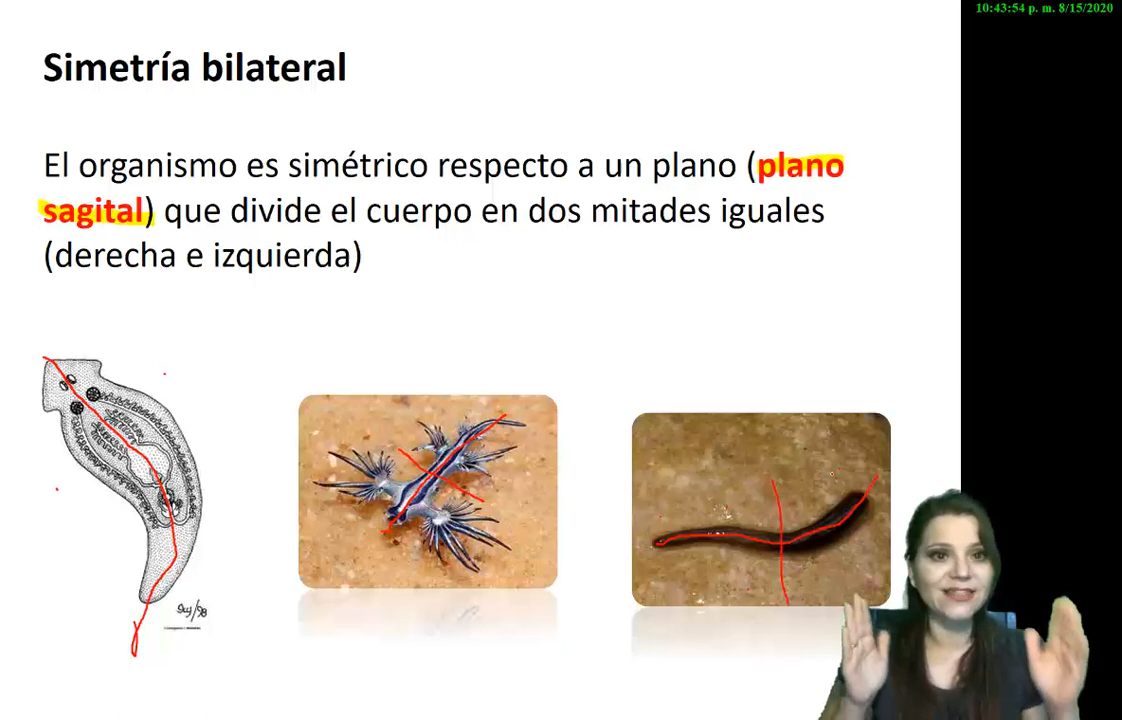 10:43:54 p. m. 8/15/2020
Simetría bilateral
El organismo es simétrico respecto a un plano (plano
sagital) que divide el cuerpo en dos mitades iguales
(derecha e izquierda)